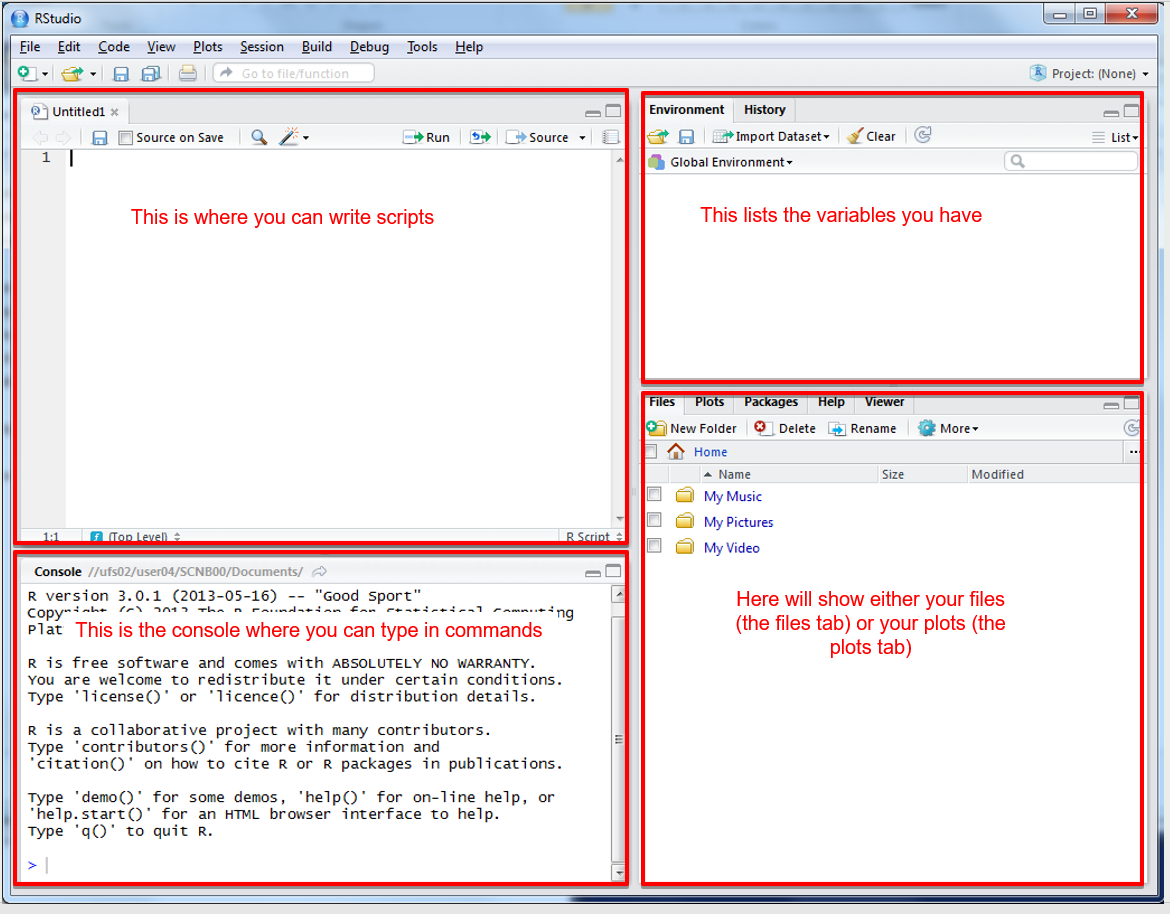 RStudio
File Edit Code View Plots Session Build Debug Tools Help
Go to file/function
Project: (None)
Untitled1
Source on Save
Run
Source
1
This is where you can write scripts
1:1
(Top Level)
R Script
Console //ufs02/user04/SCNB00/Documents/
R version 3.0.1 (2013-05-16) -- "Good Sport"
Copyright (C) 2013 The R Foundation for Statistical Computing
Plat
This is the console where you can type in commands
R is free software and comes with ABSOLUTELY NO WARRANTY.
You are welcome to redistribute it under certain conditions.
Type 'license()' or 'licence()' for distribution details.
R is a collaborative project with many contributors.
Type 'contributors()' for more information and
'citation()' on how to cite R or R packages in publications.
Type 'demo()' for some demos, 'help()' for on-line help, or
'help.start()' for an HTML browser interface to help.
Type 'q()' to quit R.
>
Environment History
Import Dataset Clear
List
Global Environment
This lists the variables you have
Files Plots Packages Help Viewer
New Folder Delete Rename More
Home
...
Name Size Modified
My Music
My Pictures
My Video
Here will show either your files
(the files tab) or your plots (the
plots tab)